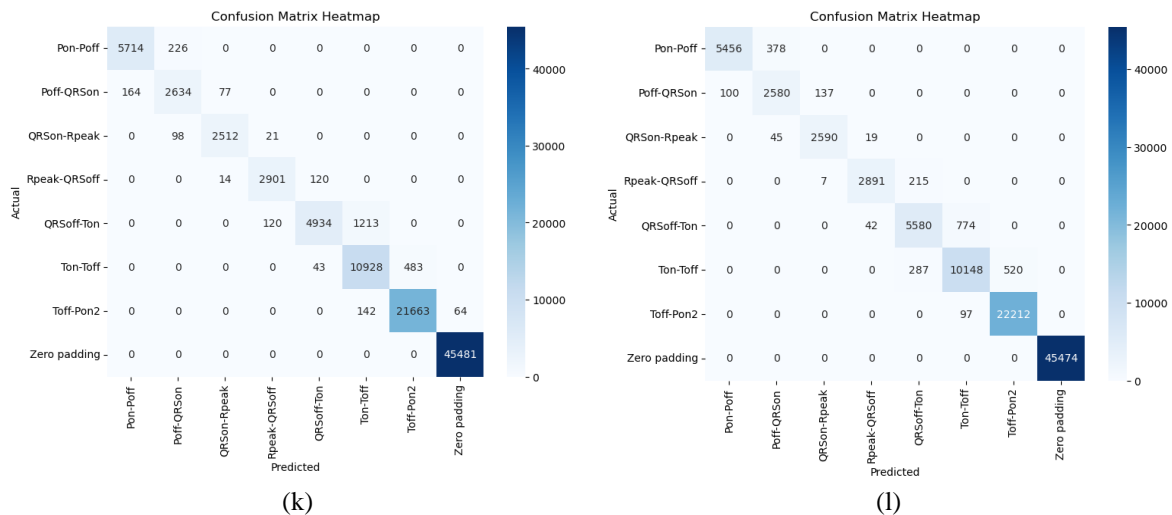 Confusion Matrix Heatmap
Pon-Poff 5714 226 0 0 0 0 0 0
Poff-QRSon 164 2634 77 0 0 0 0 0
QRSon-Rpeak 0 98 2512 21 0 0 0 0
Rpeak-QRSoff 0 0 14 2901 120 0 0 0
QRSoff-Ton 0 0 0 120 4934 1213 0 0
Ton-Toff 0 0 0 0 43 10928 483 0
Toff-Pon2 0 0 0 0 0 142 21663 64
Zero padding 0 0 0 0 0 0 0 45481
Actual
Pon-Poff Poff-QRSon QRSon-Rpeak Rpeak-QRSoff QRSoff-Ton Ton-Toff Toff-Pon2 Zero padding
Predicted
40000
30000
20000
10000
0
(k)
Confusion Matrix Heatmap
Pon-Poff 5456 378 0 0 0 0 0 0
Poff-QRSon 100 2580 137 0 0 0 0 0
QRSon-Rpeak 0 45 2590 19 0 0 0 0
Rpeak-QRSoff 0 0 7 2891 215 0 0 0
QRSoff-Ton 0 0 0 42 5580 774 0 0
Ton-Toff 0 0 0 0 287 10148 520 0
Toff-Pon2 0 0 0 0 0 97 22212 0
Zero padding 0 0 0 0 0 0 0 45474
Actual
Pon-Poff Poff-QRSon QRSon-Rpeak Rpeak-QRSoff QRSoff-Ton Ton-Toff Toff-Pon2 Zero padding
Predicted
40000
30000
20000
10000
0
(l)